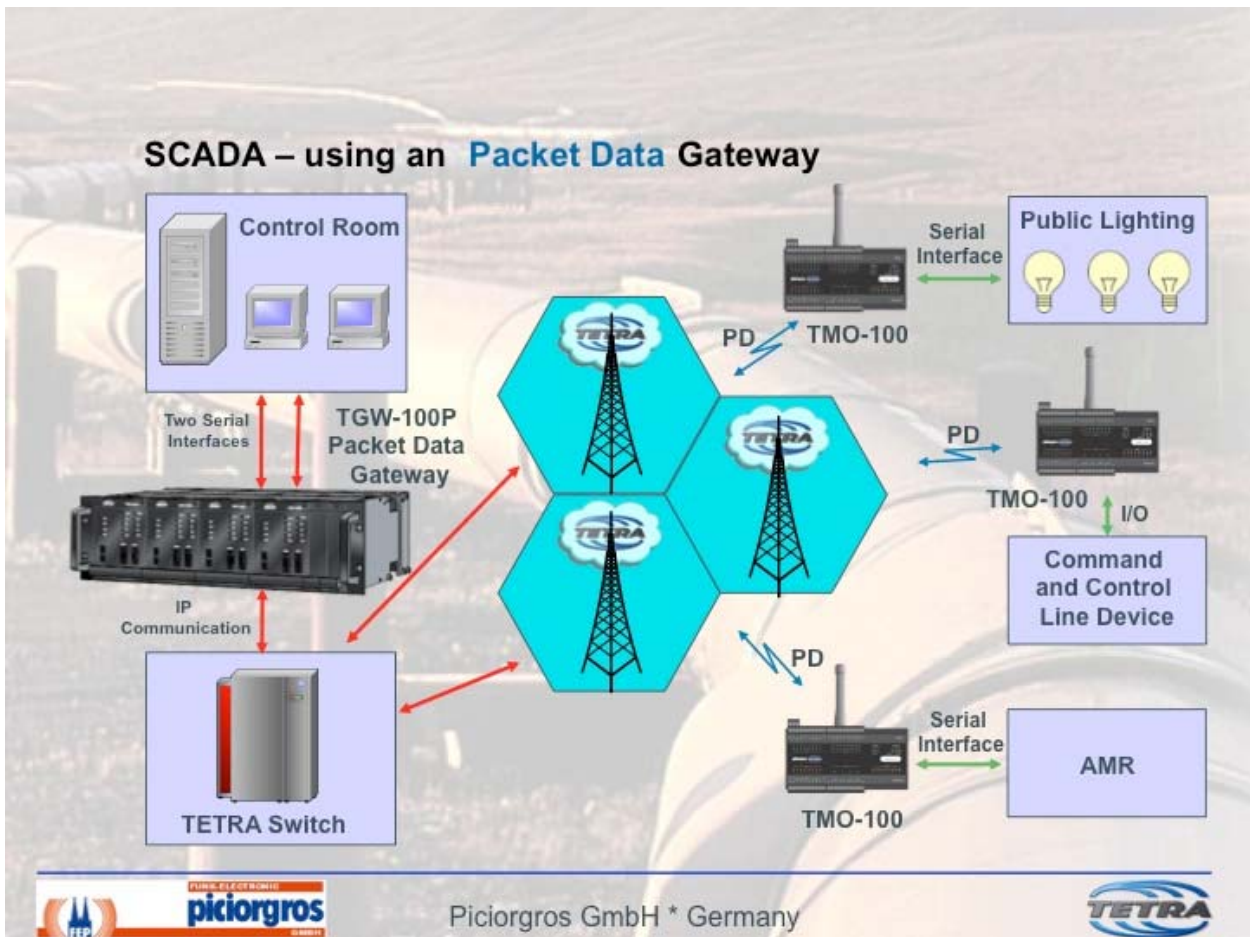 SCADA – using an Packet Data Gateway
Control Room
Two Serial
Interfaces
TGW-100P
Packet Data
Gateway
IP
Communication
TETRA Switch
TETRA
TETRA
TETRA
PD
TMO-100
Serial
Interface
Public Lighting
PD
TMO-100
I/O
Command
and Control
Line Device
PD
TMO-100
Serial
Interface
AMR
FEP
FUNK-ELECTRONIC
piciorgros
GMBH
Piciorgros GmbH * Germany
TETRA